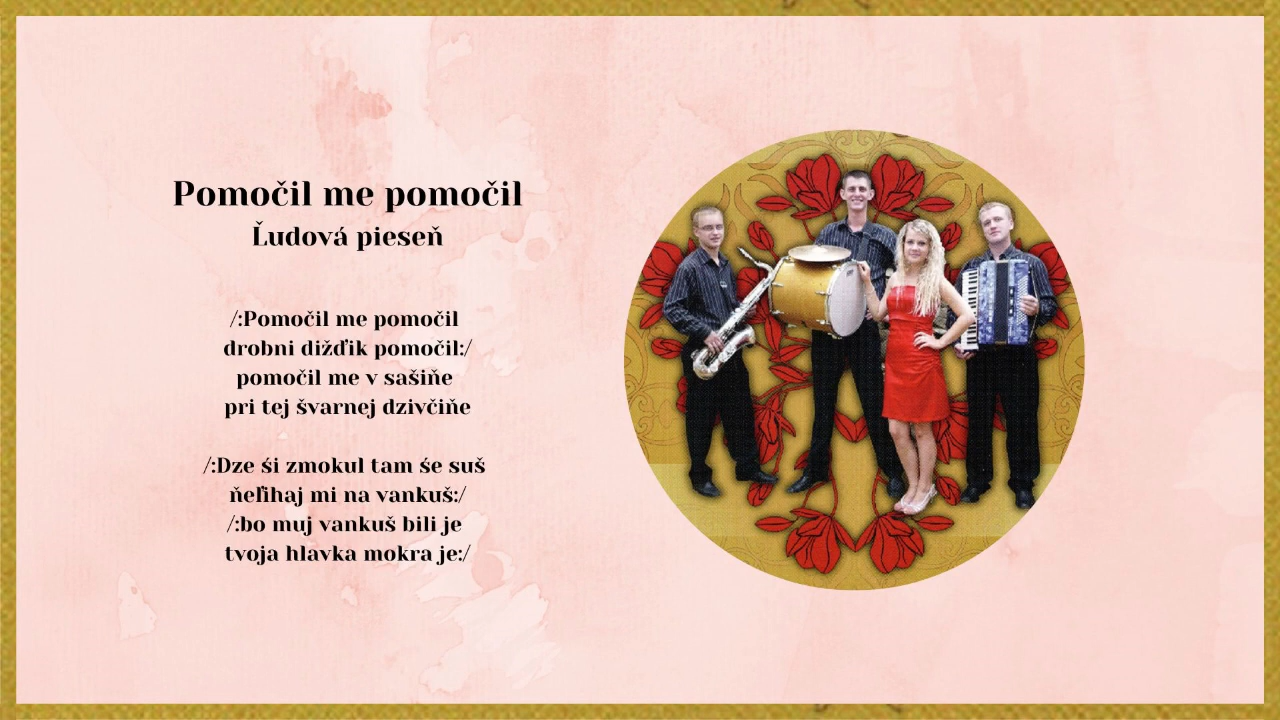 Pomočil me pomočil
Ľudová pieseň
/:Pomočil me pomočil
drobni dižďik pomočil:/
pomočil me v sašiňe
pri tej švarnej dzivčiňe
/:Dze śi zmokul tam śe suš
ňeľihaj mi na vankuš:/
/:bo muj vankuš bili je
tvoja hlavka mokra je:/